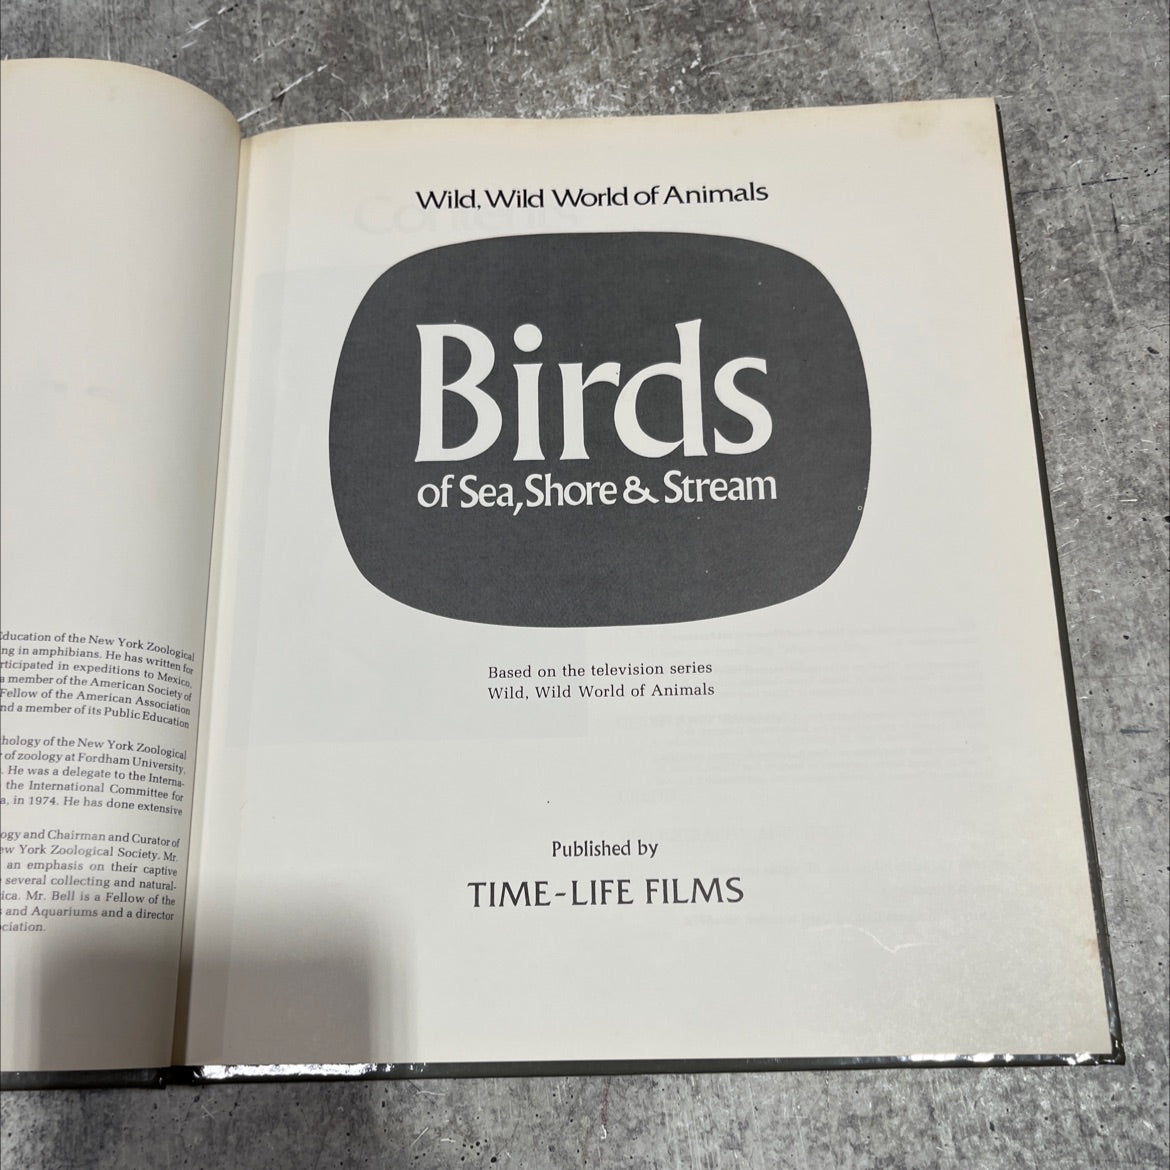 Education of the New York Zoological
ng in amphibians. He has written for
rticipated in expeditions to Mexico,
a member of the American Society of
Fellow of the American Association
nd a member of its Public Education
hology of the New York Zoological
of zoology at Fordham University.
. He was a delegate to the Interna-
the International Committee for
a, in 1974. He has done extensive
ogy and Chairman and Curator of
ew York Zoological Society. Mr.
an emphasis on their captive
several collecting and natural-
ica. Mr. Bell is a Fellow of the
s and Aquariums and a director
ciation.
Wild, Wild World of Animals
Contents
Birds
of Sea, Shore & Stream
Based on the television series
Wild, Wild World of Animals
Published by
TIME-LIFE FILMS